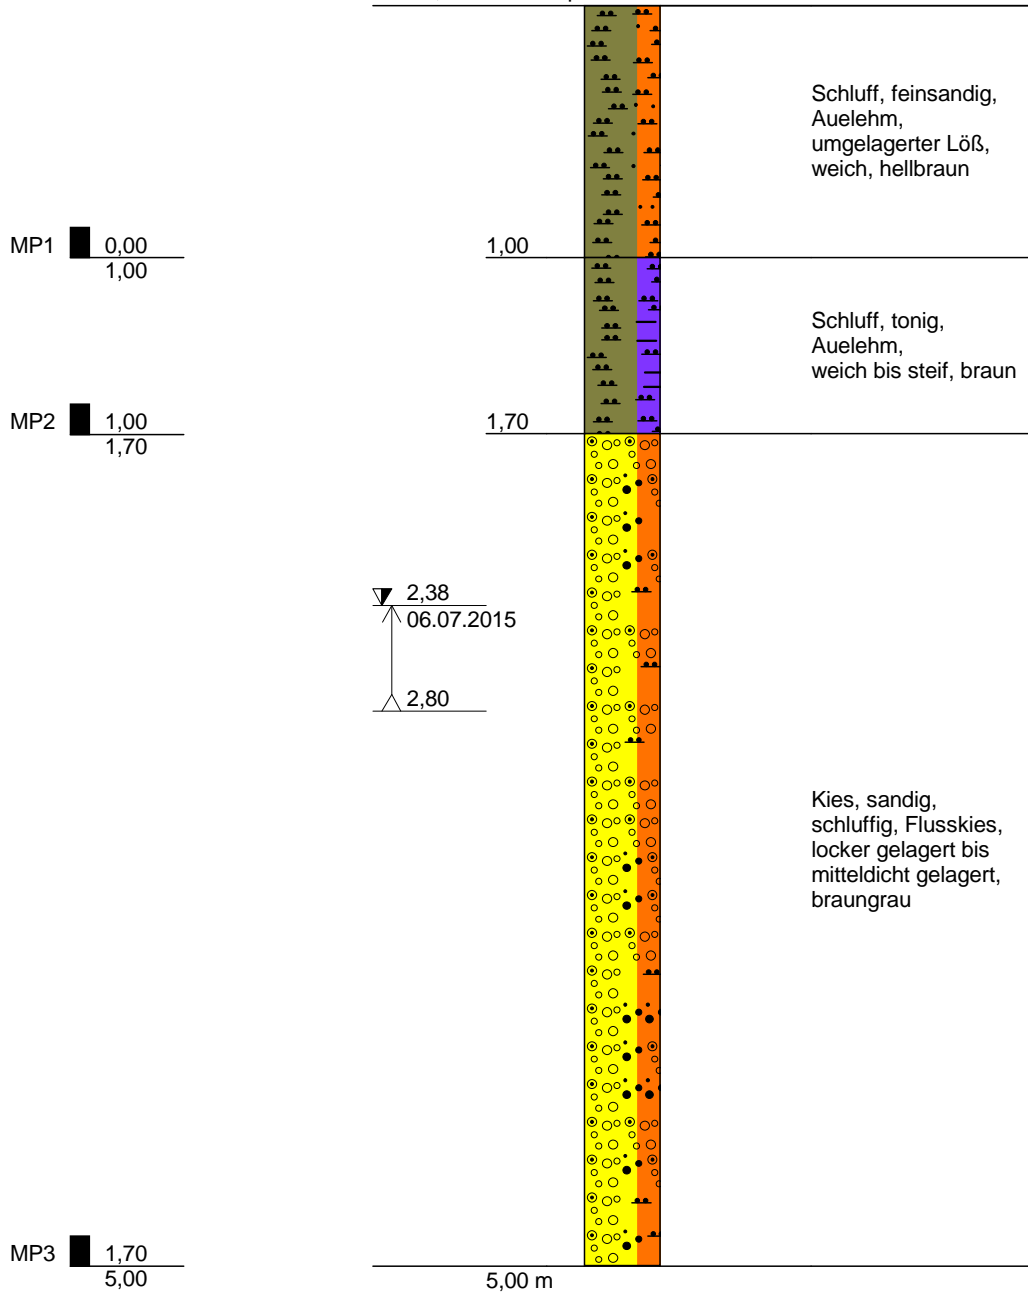 Schluff, feinsandig,
Auelehm,
umgelagerter Löß,
weich, hellbraun
MP1 0,00
1,00
1,00
Schluff, tonig,
Auelehm,
weich bis steif, braun
MP2 1,00
1,70
1,70
2,38
06.07.2015
2,80
Kies, sandig,
schluffig, Flusskies,
locker gelagert bis
mitteldicht gelagert,
braungrau
MP3 1,70
5,00
5,00 m